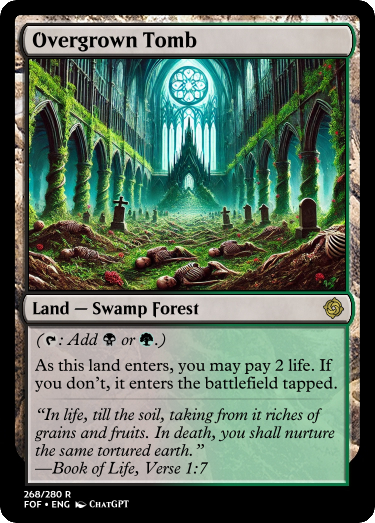 Overgrown Tomb
Land — Swamp Forest
(: Add or .)
As this land enters, you may pay 2 life. If
you don't, it enters the battlefield tapped.
“In life, till the soil, taking from it riches of
grains and fruits. In death, you shall nurture
the same tortured earth.”
—Book of Life, Verse 1:7
268/280 R
FOF • ENG ChatGPT